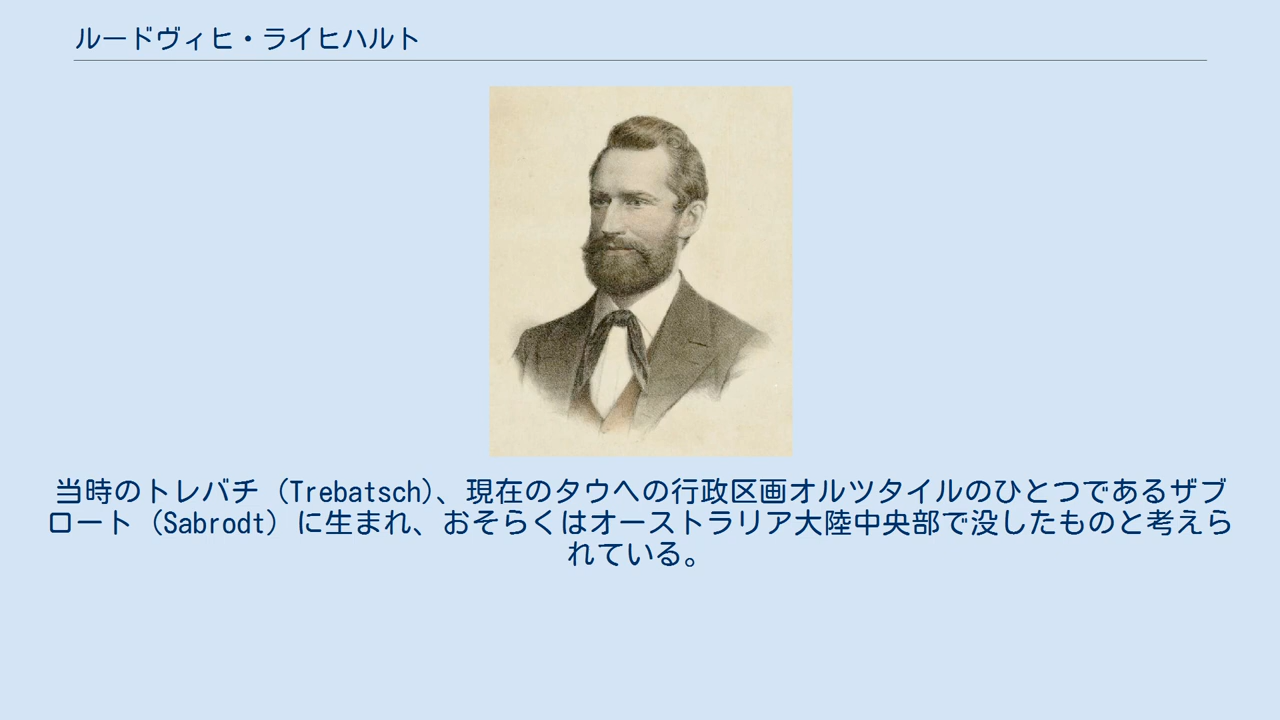 ルードヴィヒ・ライヒハルト
当時のトレバチ（Trebatsch）、現在のタウヘの行政区画オルツタイルのひとつであるザブ
ロート（Sabrodt）に生まれ、おそらくはオーストラリア大陸中央部で没したものと考えら
れている。